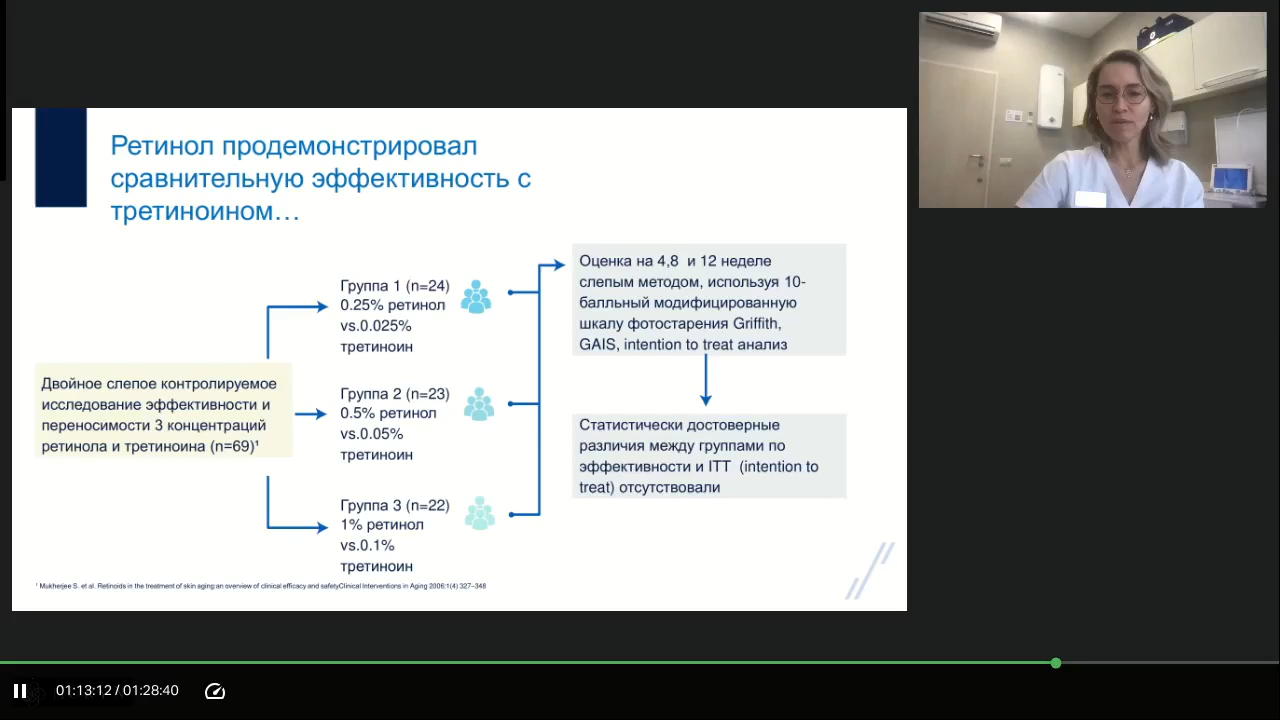 Ретинол продемонстрировал
сравнительную эффективность с
третиноином…
Двойное слепое контролируемое
исследование эффективности и
переносимости 3 концентраций
ретинола и третиноина (n=69)¹
Группа 1 (n=24)
0.25% ретинол
vs.0.025%
третиноин
Группа 2 (n=23)
0.5% ретинол
vs.0.05%
третиноин
Группа 3 (n=22)
1% ретинол
vs.0.1%
третиноин
Оценка на 4,8 и 12 неделе
слепым методом, используя 10-
балльный модифицированную
шкалу фотостарения Griffith,
GAIS, intention to treat анализ
Статистически достоверные
различия между группами по
эффективности и ITT (intention to
treat) отсутствовали
¹ Mukherjee S. et al. Retinoids in the treatment of skin aging:an overview of clinical efficacy and safetyClinical Interventions in Aging 2006:1(4) 327–348
01:13:12 / 01:28:40